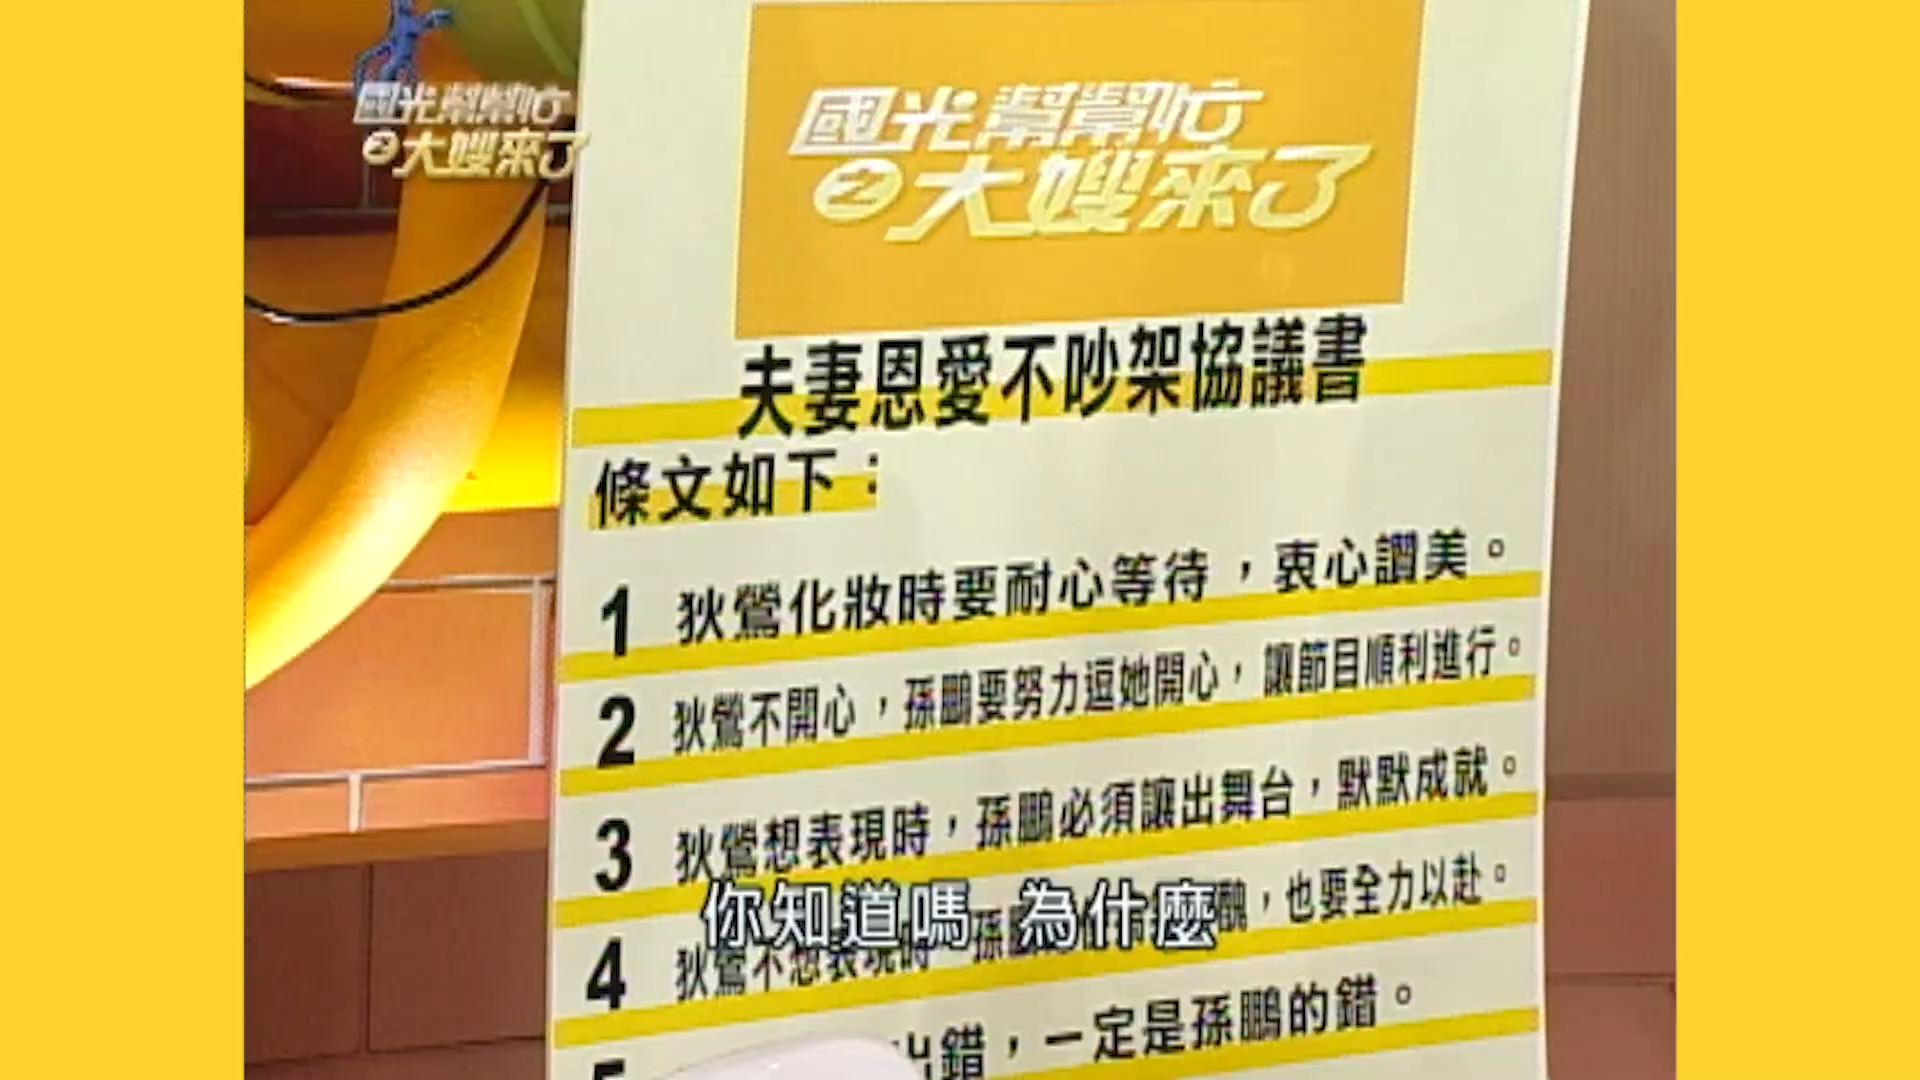 國光幫幫忙
之大嫂來了
國光幫幫忙
之大嫂來了
夫妻恩愛不吵架協議書
條文如下：
1 狄鶯化妝時要耐心等待，衷心讚美。
2 狄鶯不開心，孫鵬要努力逗她開心，讓節目順利進行。
3 狄鶯想表現時，孫鵬必須讓出舞台，默默成就。
4 狄鶯不想表現時 孫鵬 醜，也要全力以赴。
你知道嗎 為什麼
5 出錯，一定是孫鵬的錯。